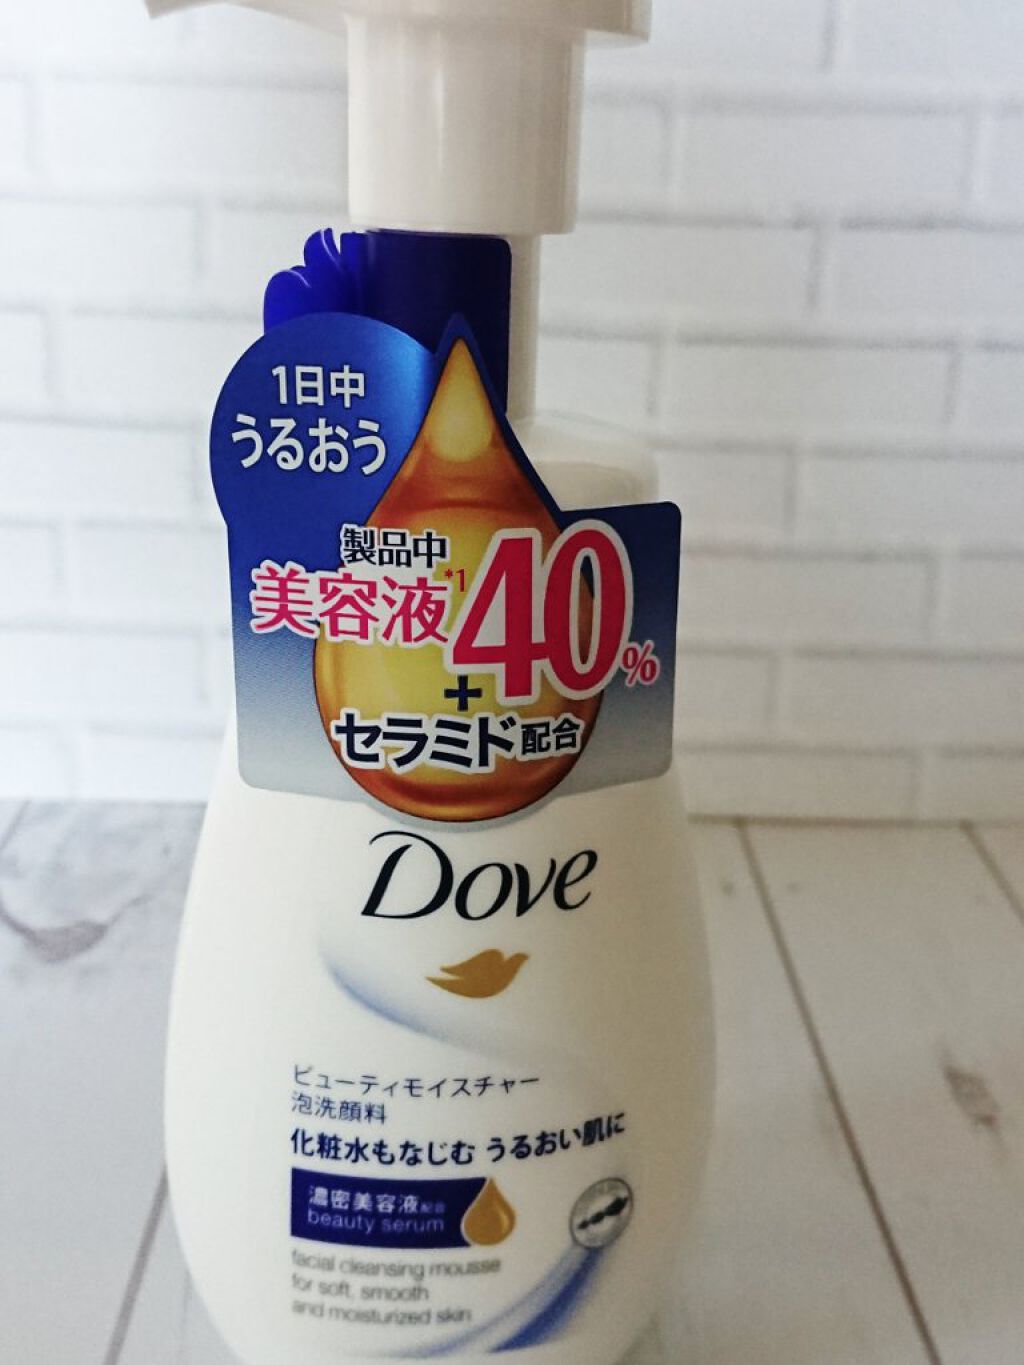 1日中
うるおう
製品中
美容液*1 40%
+
セラミド配合
Dove
ビューティモイスチャー
泡洗顔料
化粧水もなじむ うるおい肌に
濃密美容液配合
beauty serum
facial cleansing mousse
for soft, smooth
and moisturized skin